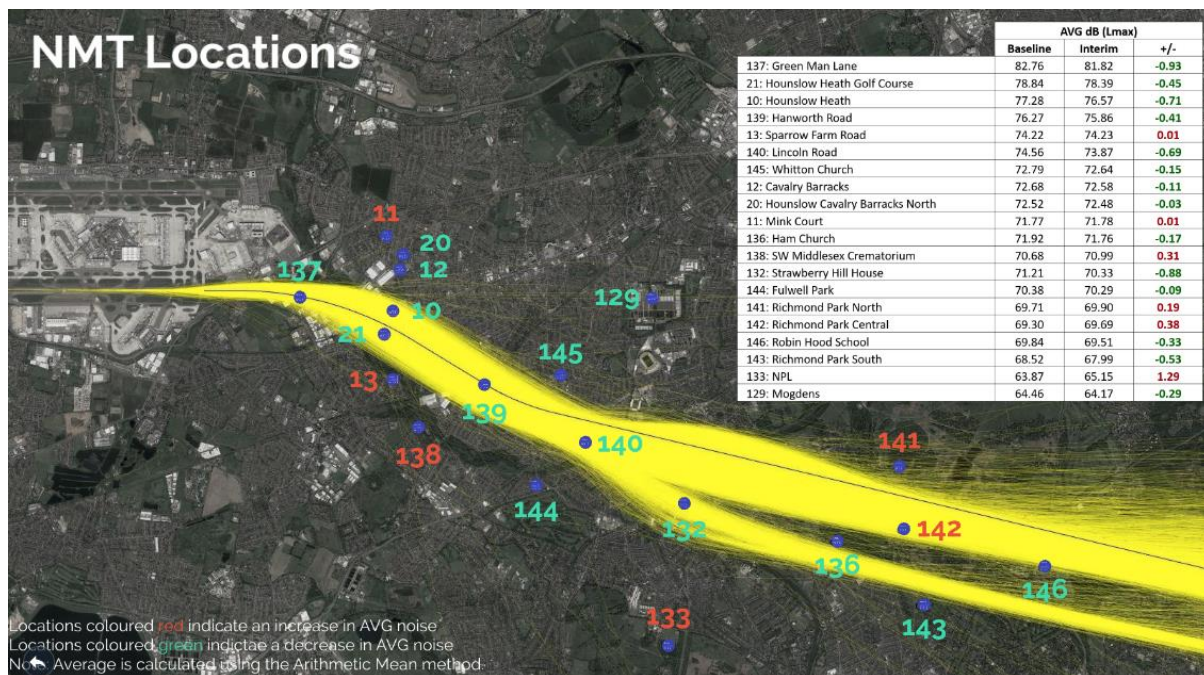 NMT Locations
AVG dB (Lmax)
Baseline Interim +/-
137: Green Man Lane 82.76 81.82 -0.93
21: Hounslow Heath Golf Course 78.84 78.39 -0.45
10: Hounslow Heath 77.28 76.57 -0.71
139: Hanworth Road 76.27 75.86 -0.41
13: Sparrow Farm Road 74.22 74.23 0.01
140: Lincoln Road 74.56 73.87 -0.69
145: Whitton Church 72.79 72.64 -0.15
12: Cavalry Barracks 72.68 72.58 -0.11
20: Hounslow Cavalry Barracks North 72.52 72.48 -0.03
11: Mink Court 71.77 71.78 0.01
136: Ham Church 71.92 71.76 -0.17
138: SW Middlesex Crematorium 70.68 70.99 0.31
132: Strawberry Hill House 71.21 70.33 -0.88
144: Fulwell Park 70.38 70.29 -0.09
141: Richmond Park North 69.71 69.90 0.19
142: Richmond Park Central 69.30 69.69 0.38
146: Robin Hood School 69.84 69.51 -0.33
143: Richmond Park South 68.52 67.99 -0.53
133: NPL 63.87 65.15 1.29
129: Mogdens 64.46 64.17 -0.29
11
20
12
137
129
10
21
145
13
139
140
138
141
144
132
142
136
146
143
133
Locations coloured red indicate an increase in AVG noise
Locations coloured green indictae a decrease in AVG noise
Average is calculated using the Arithmetic Mean method